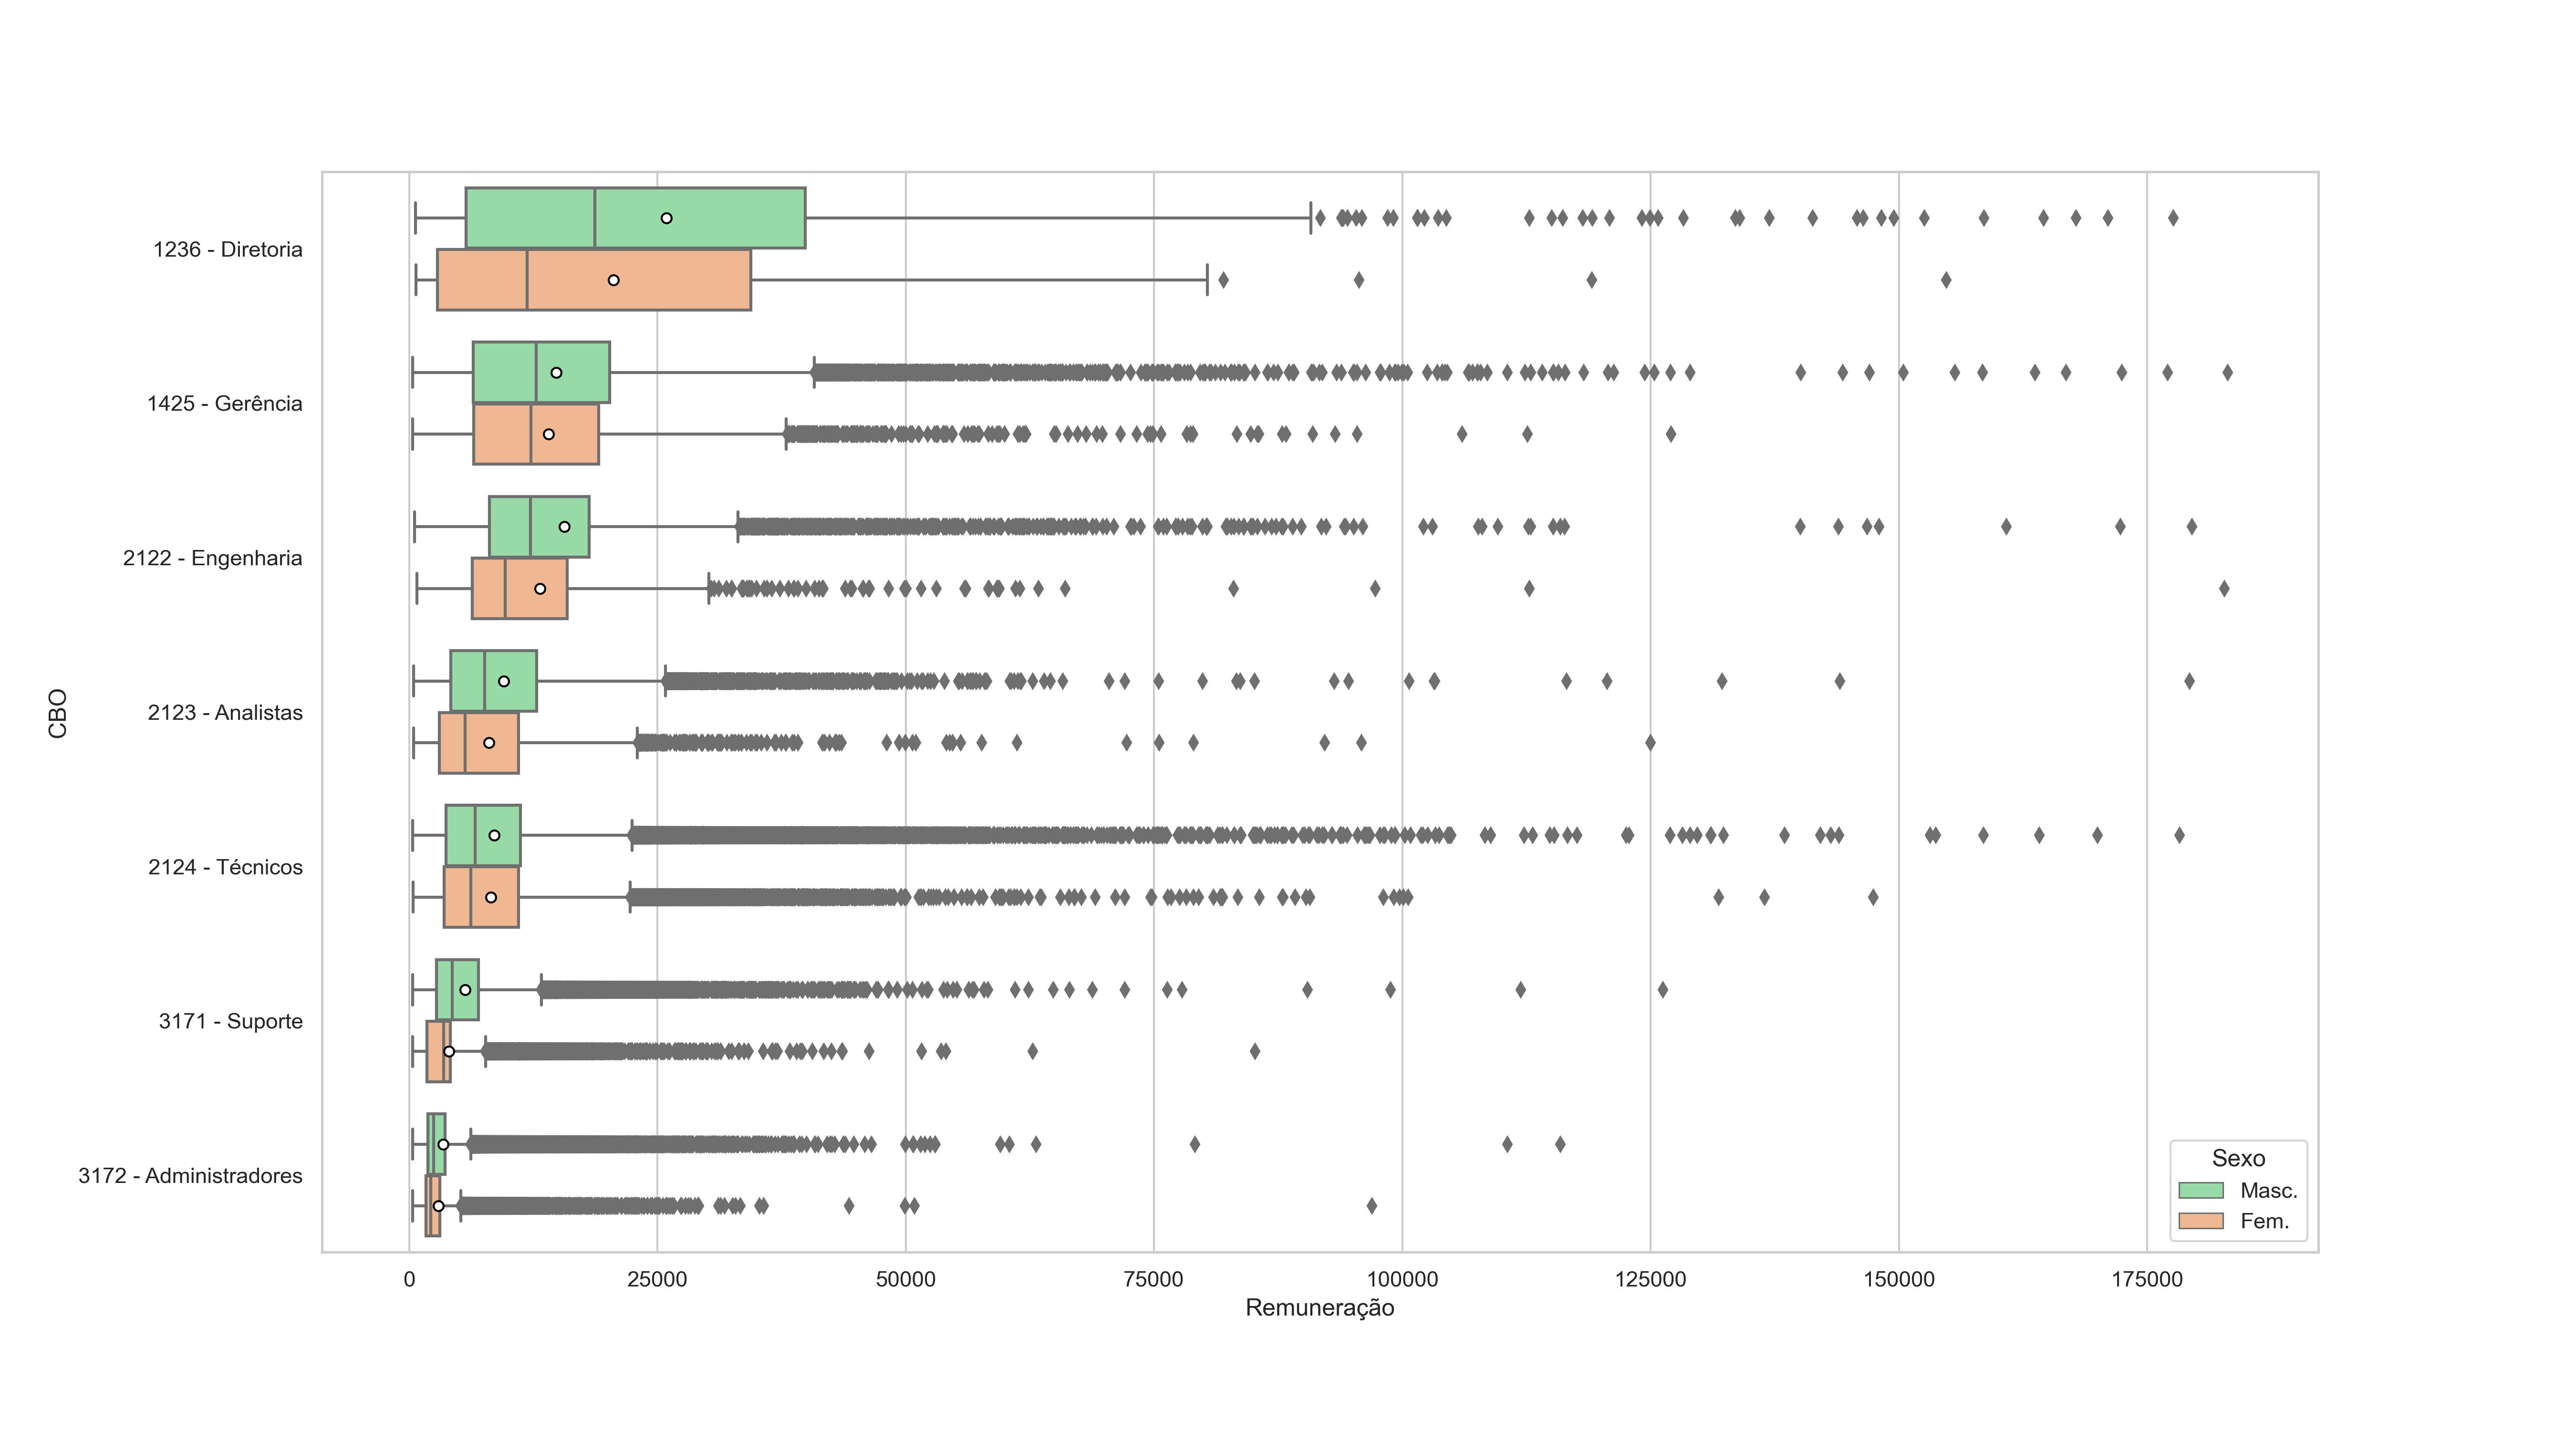 CBO
1236 - Diretoria
1425 - Gerência
2122 - Engenharia
2123 - Analistas
2124 - Técnicos
3171 - Suporte
3172 - Administradores
Sexo
Masc.
Fem.
0 25000 50000 75000 100000 125000 150000 175000
Remuneração